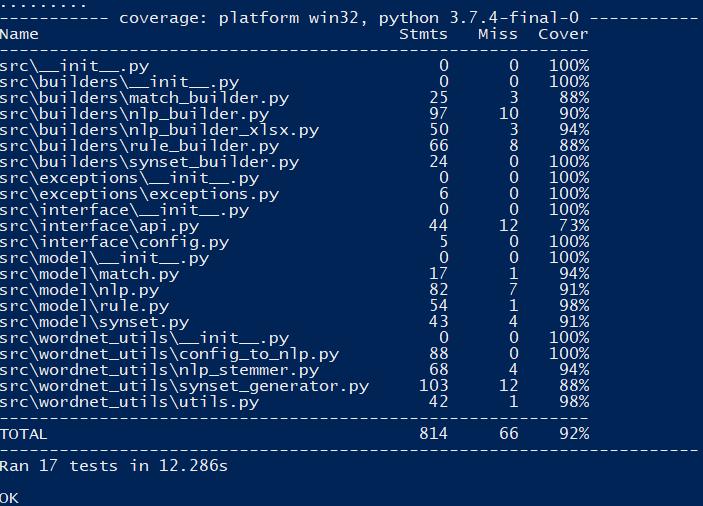 .........
----------- coverage: platform win32, python 3.7.4-final-0 -----------
Name                                       Stmts   Miss  Cover
-----------------------------------------------------------
src\__init__.py                                0      0   100%
src\builders\__init__.py                       0      0   100%
src\builders\match_builder.py                 25      3    88%
src\builders\nlp_builder.py                   97     10    90%
src\builders\nlp_builder_xlsx.py              50      3    94%
src\builders\rule_builder.py                  66      8    88%
src\builders\synset_builder.py                24      0   100%
src\exceptions\__init__.py                     0      0   100%
src\exceptions\exceptions.py                   6      0   100%
src\interface\__init__.py                      0      0   100%
src\interface\api.py                          44     12    73%
src\interface\config.py                        5      0   100%
src\model\__init__.py                          0      0   100%
src\model\match.py                            17      1    94%
src\model\nlp.py                              82      7    91%
src\model\rule.py                             54      1    98%
src\model\synset.py                           43      4    91%
src\wordnet_utils\__init__.py                  0      0   100%
src\wordnet_utils\config_to_nlp.py            88      0   100%
src\wordnet_utils\nlp_stemmer.py              68      4    94%
src\wordnet_utils\synset_generator.py        103     12    88%
src\wordnet_utils\utils.py                    42      1    98%
-----------------------------------------------------------
TOTAL                                        814     66    92%
----------------------------------------------------------------------
Ran 17 tests in 12.286s
OK